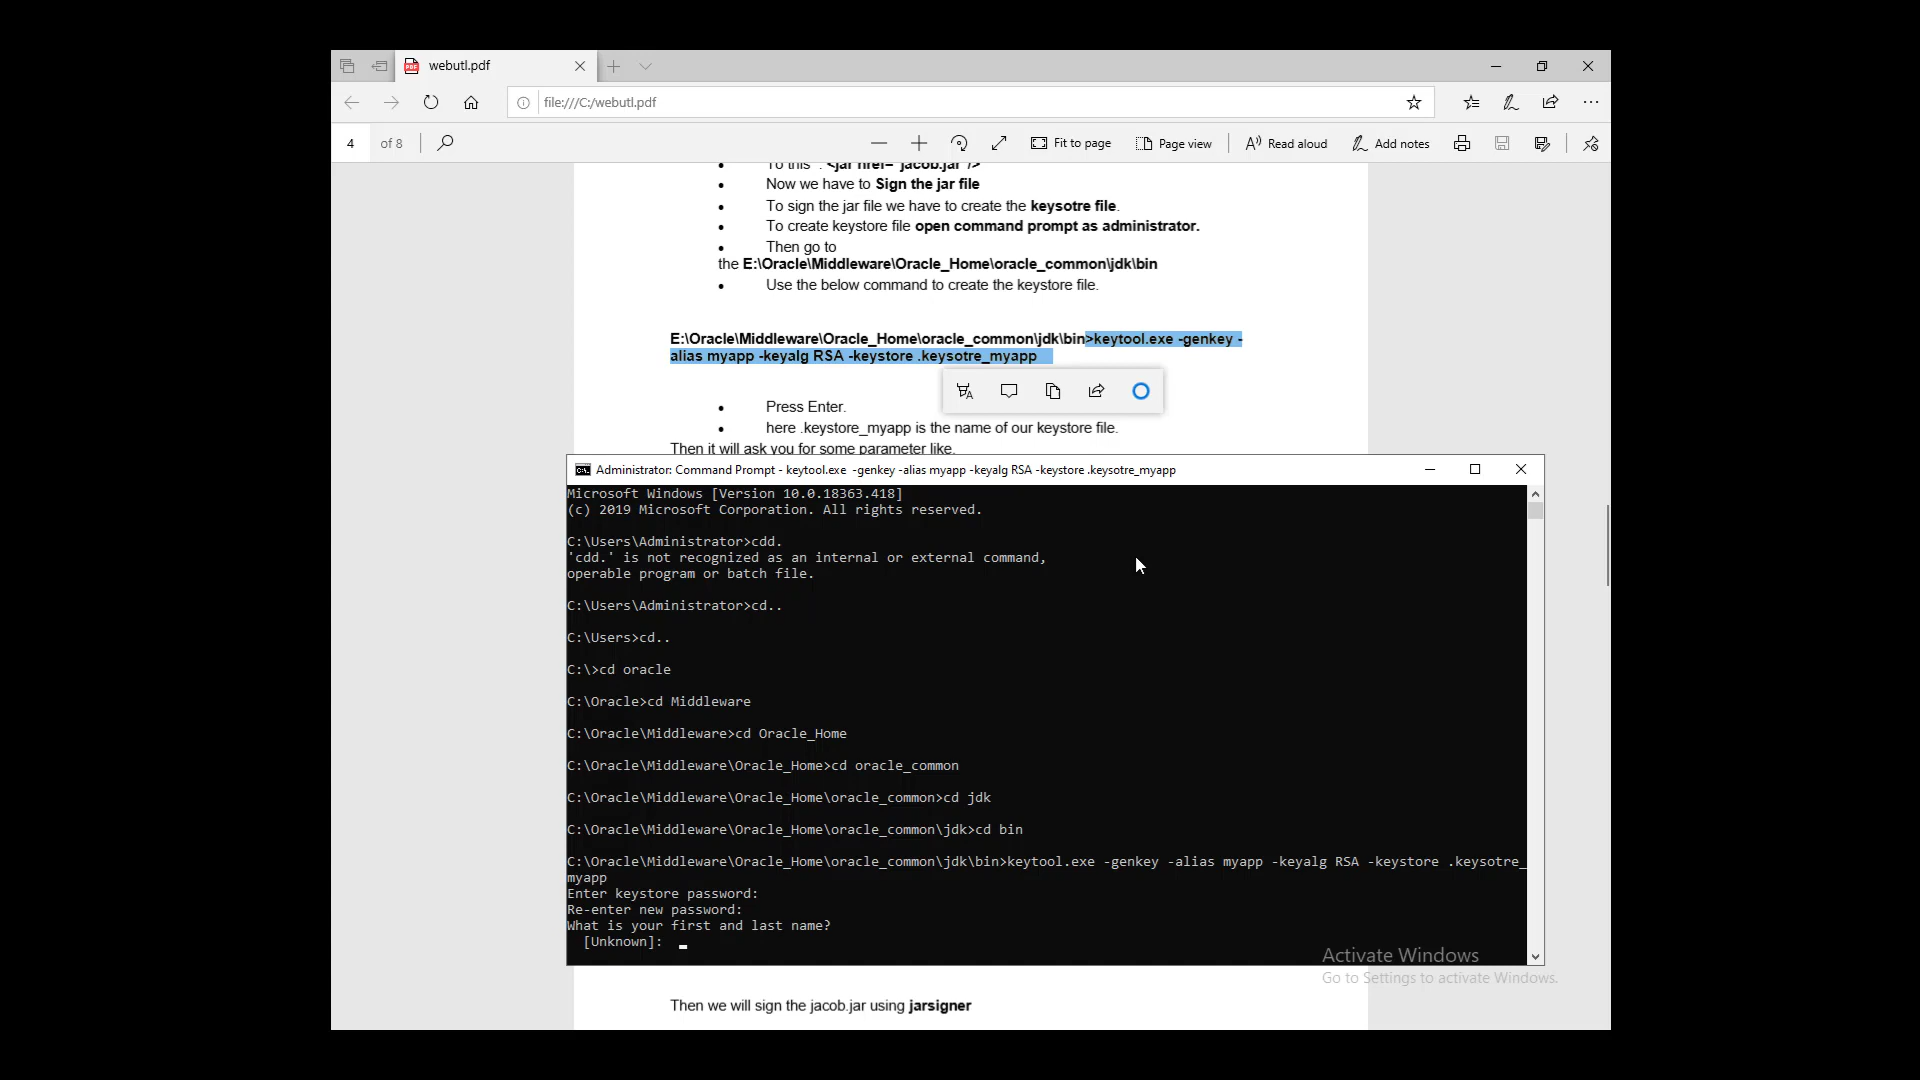 webutl.pdf
file:///C:/webutl.pdf
4 of 8
Fit to page
Page view
Read aloud
Add notes
• To this : <jar href="jacob.jar"/>
• Now we have to Sign the jar file
• To sign the jar file we have to create the keysotre file.
• To create keystore file open command prompt as administrator.
• Then go to
the E:\Oracle\Middleware\Oracle_Home\oracle_common\jdk\bin
• Use the below command to create the keystore file.
E:\Oracle\Middleware\Oracle_Home\oracle_common\jdk\bin>keytool.exe -genkey -
alias myapp -keyalg RSA -keystore .keysotre_myapp
• Press Enter.
• here .keystore_myapp is the name of our keystore file.
Then it will ask you for some parameter like.
Administrator: Command Prompt - keytool.exe -genkey -alias myapp -keyalg RSA -keystore .keysotre_myapp
Microsoft Windows [Version 10.0.18363.418]
(c) 2019 Microsoft Corporation. All rights reserved.
C:\Users\Administrator>cdd.
'cdd.' is not recognized as an internal or external command,
operable program or batch file.
C:\Users\Administrator>cd..
C:\Users>cd..
C:\>cd oracle
C:\Oracle>cd Middleware
C:\Oracle\Middleware>cd Oracle_Home
C:\Oracle\Middleware\Oracle_Home>cd oracle_common
C:\Oracle\Middleware\Oracle_Home\oracle_common>cd jdk
C:\Oracle\Middleware\Oracle_Home\oracle_common\jdk>cd bin
C:\Oracle\Middleware\Oracle_Home\oracle_common\jdk\bin>keytool.exe -genkey -alias myapp -keyalg RSA -keystore .keysotre_
myapp
Enter keystore password:
Re-enter new password:
What is your first and last name?
[Unknown]:
Activate Windows
Go to Settings to activate Windows.
Then we will sign the jacob.jar using jarsigner